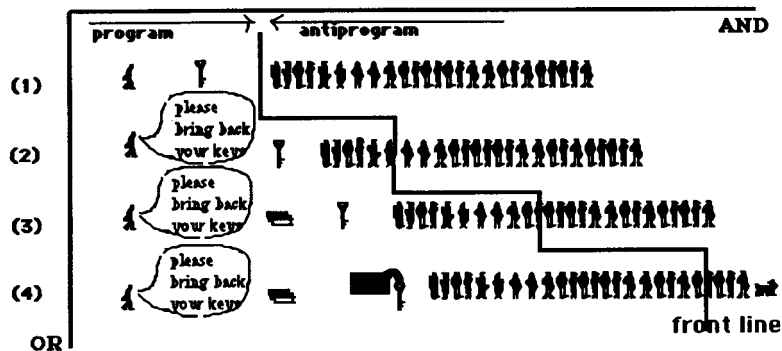 program antiprogram AND
(1)
please
bring back
your keys
(2)
please
bring back
your keys
(3)
please
bring back
your keys
(4)
front line
OR